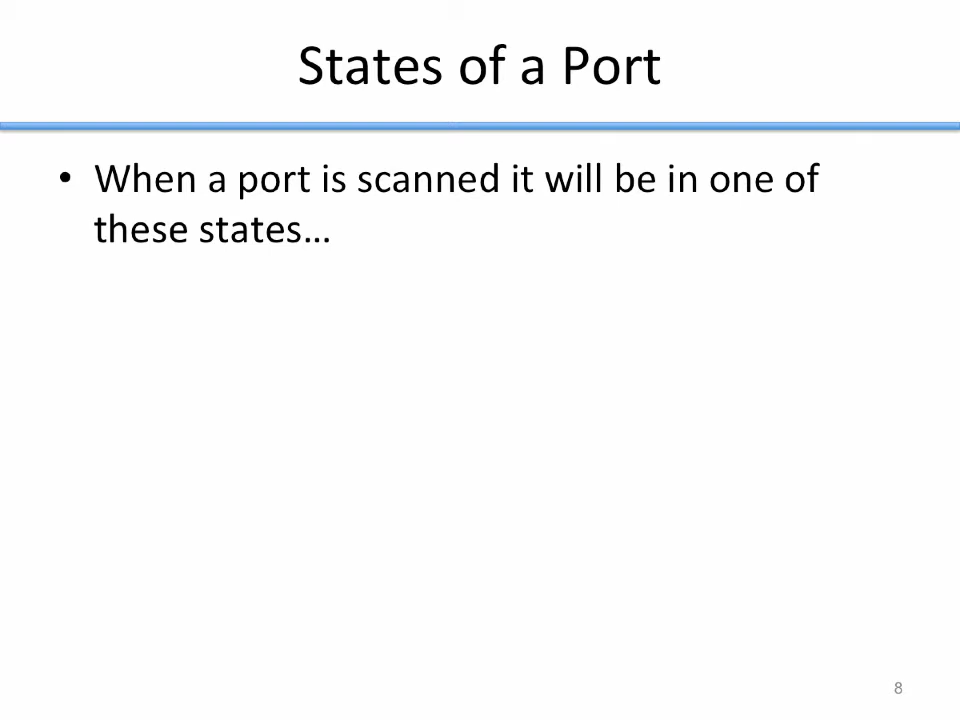 States of a Port
• When a port is scanned it will be in one of
these states…
8